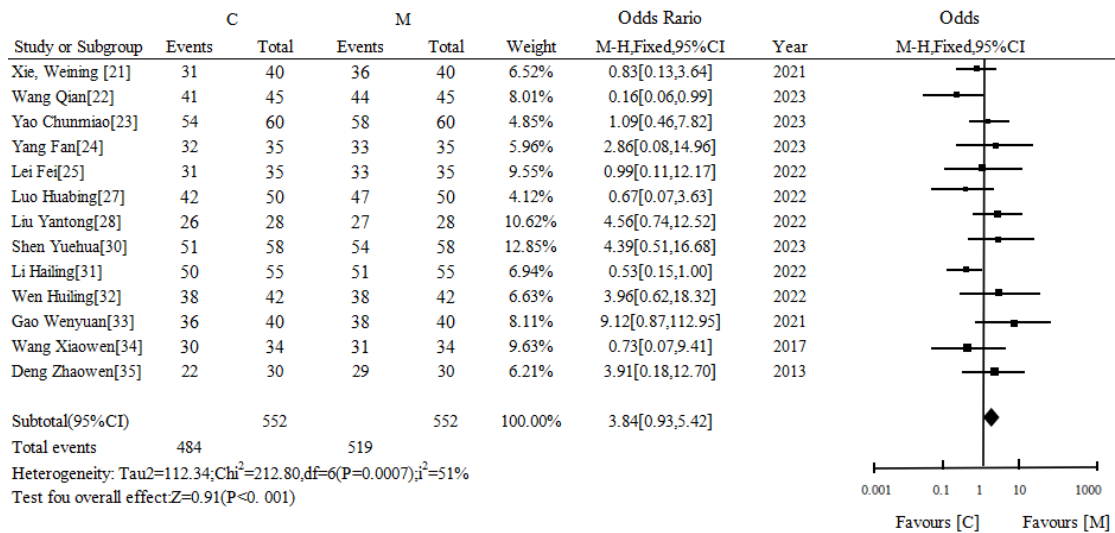 C M Odds Rario Odds
Study or Subgroup Events Total Events Total Weight M-H,Fixed,95%CI Year M-H,Fixed,95%CI
Xie, Weining [21] 31 40 36 40 6.52% 0.83[0.13,3.64] 2021
Wang Qian[22] 41 45 44 45 8.01% 0.16[0.06,0.99] 2023
Yao Chunmiao[23] 54 60 58 60 4.85% 1.09[0.46,7.82] 2023
Yang Fan[24] 32 35 33 35 5.96% 2.86[0.08,14.96] 2023
Lei Fei[25] 31 35 33 35 9.55% 0.99[0.11,12.17] 2022
Luo Huabing[27] 42 50 47 50 4.12% 0.67[0.07,3.63] 2022
Liu Yantong[28] 26 28 27 28 10.62% 4.56[0.74,12.52] 2022
Shen Yuehua[30] 51 58 54 58 12.85% 4.39[0.51,16.68] 2023
Li Hailing[31] 50 55 51 55 6.94% 0.53[0.15,1.00] 2022
Wen Huiling[32] 38 42 38 42 6.63% 3.96[0.62,18.32] 2022
Gao Wenyuan[33] 36 40 38 40 8.11% 9.12[0.87,112.95] 2021
Wang Xiaowen[34] 30 34 31 34 9.63% 0.73[0.07,9.41] 2017
Deng Zhaowen[35] 22 30 29 30 6.21% 3.91[0.18,12.70] 2013
Subtotal(95%CI) 552 552 100.00% 3.84[0.93,5.42]
Total events 484 519
Heterogeneity: Tau2=112.34;Chi²=212.80,df=6(P=0.0007);i²=51%
Test fou overall effect:Z=0.91(P<0. 001)
0.001 0.1 1 10 1000
Favours [C] Favours [M]